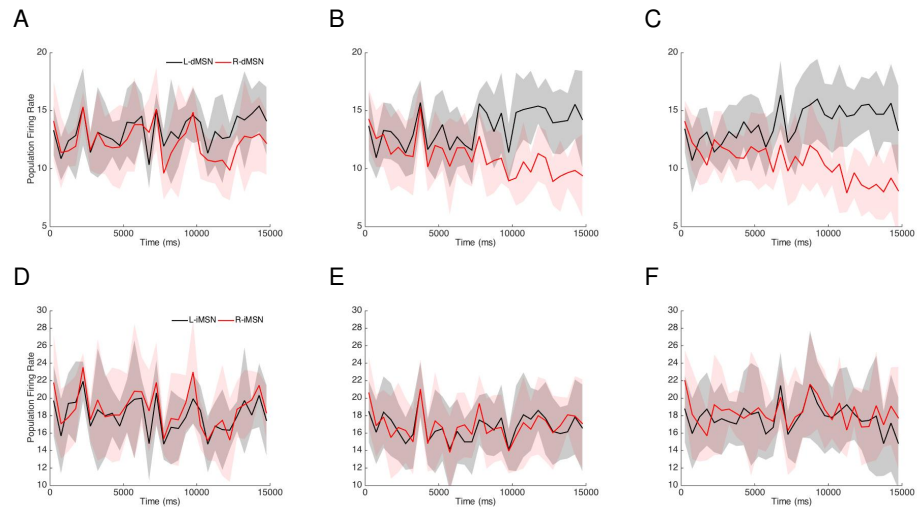 A
B
C
20
15
10
5
Population Firing Rate
L-dMSN R-dMSN
0 5000 10000 15000
Time (ms)
20
15
10
5
0 5000 10000 15000
Time (ms)
20
15
10
5
0 5000 10000 15000
Time (ms)
D
E
F
30
28
26
24
22
20
18
16
14
12
10
Population Firing Rate
L-iMSN R-iMSN
0 5000 10000 15000
Time (ms)
30
28
26
24
22
20
18
16
14
12
10
0 5000 10000 15000
Time (ms)
30
28
26
24
22
20
18
16
14
12
10
0 5000 10000 15000
Time (ms)